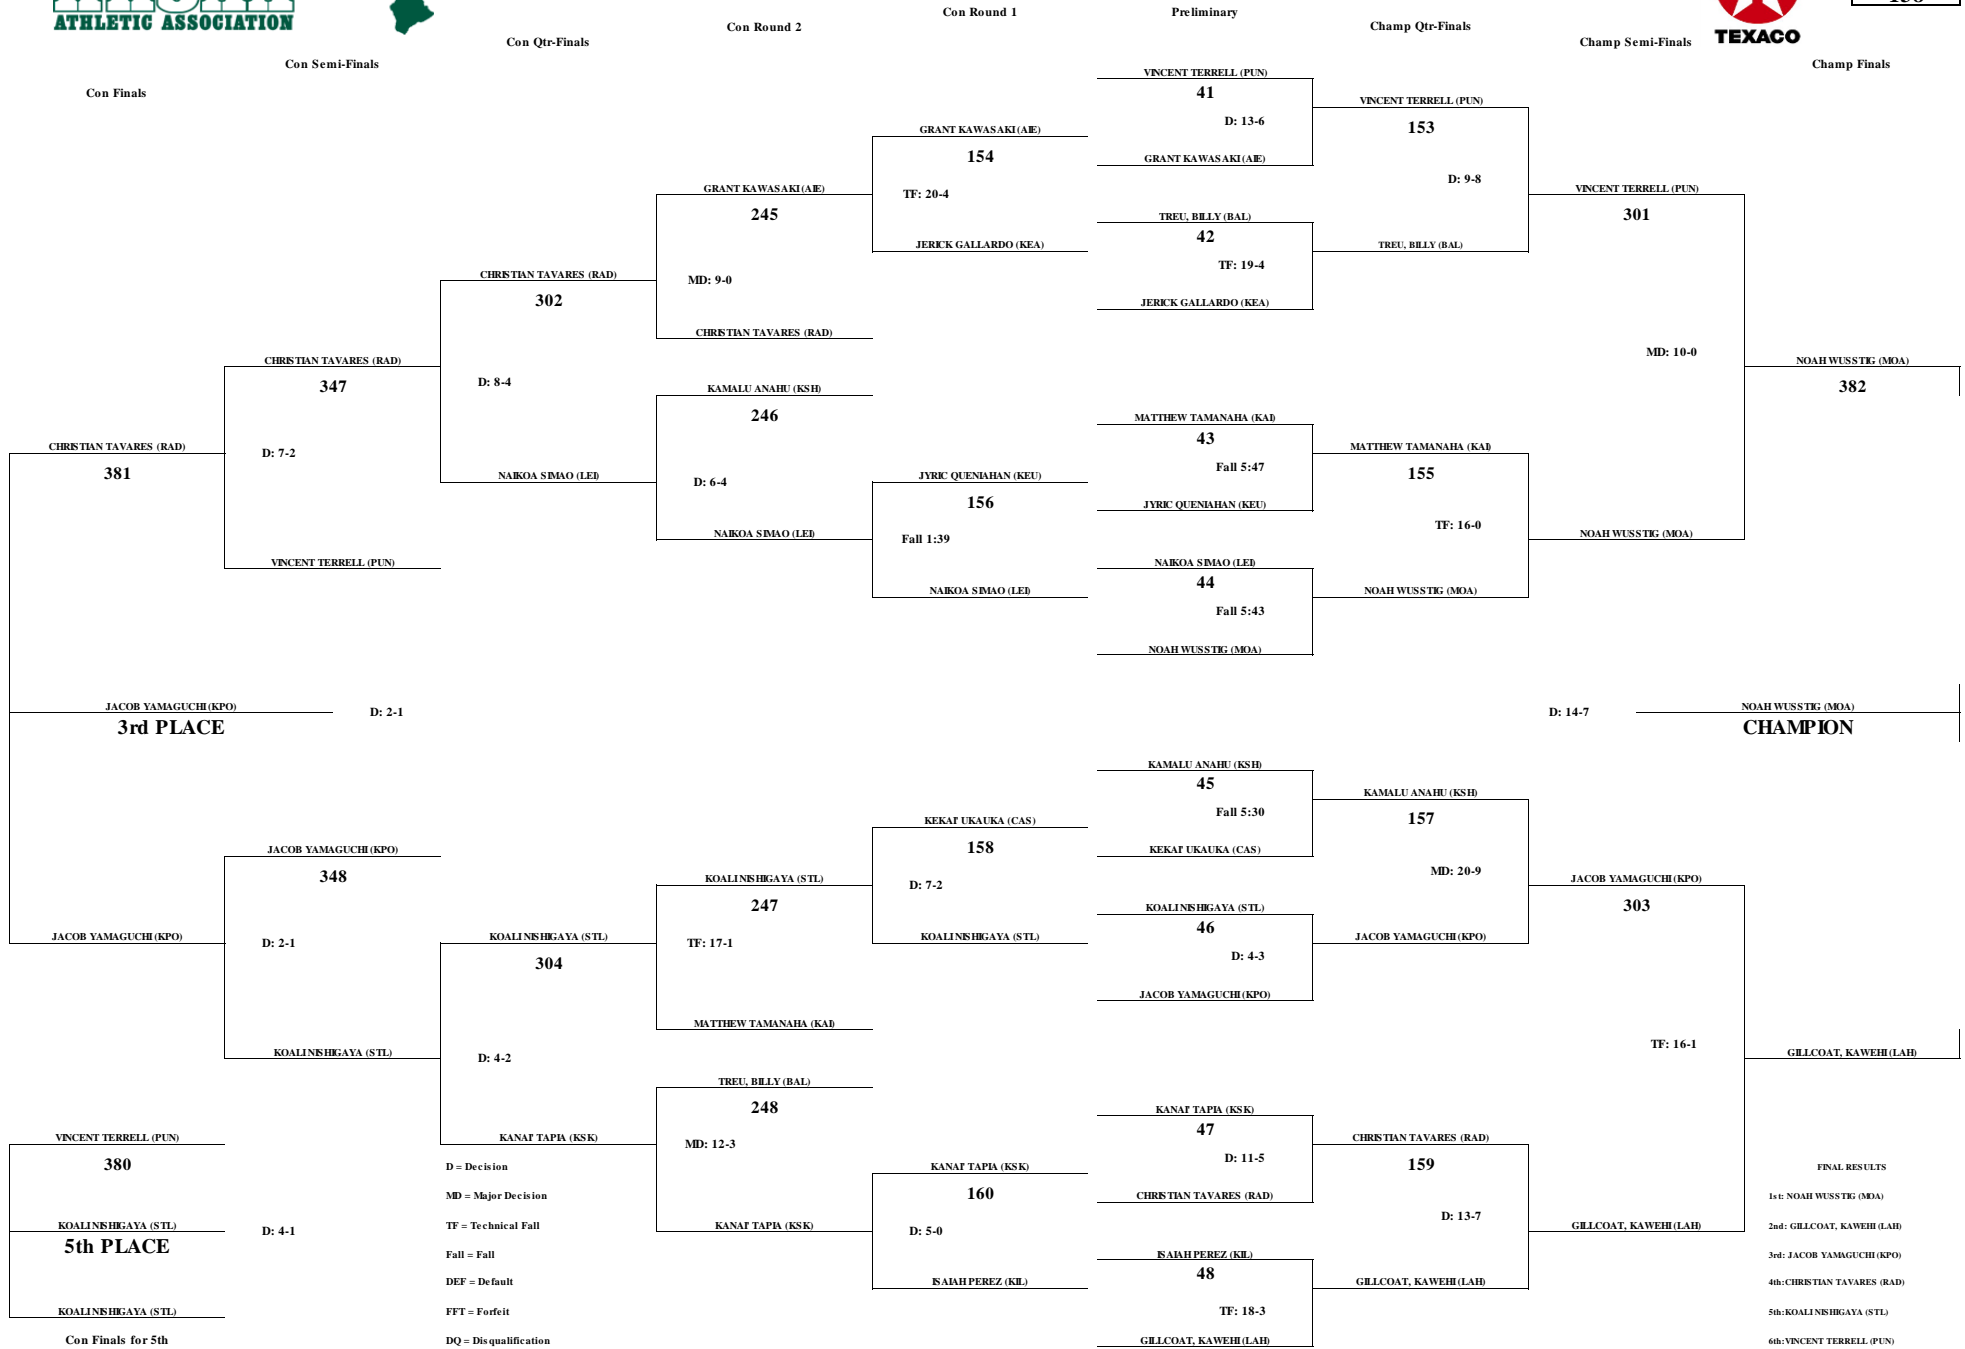 ATHLETIC ASSOCIATION
TEXACO
Con Finals
Con Semi-Finals
Con Qtr-Finals
Con Round 2
Con Round 1
Preliminary
Champ Qtr-Finals
Champ Semi-Finals
Champ Finals
VINCENT TERRELL (PUN)
41
D: 13-6
GRANT KAWASAKI (AIE)
TREU, BILLY (BAL)
42
TF: 19-4
JERICK GALLARDO (KEA)
MATTHEW TAMANAHA (KAI)
43
Fall 5:47
JYRIC QUENIAHAN (KEU)
NAIKOA SIMAO (LEI)
44
Fall 5:43
NOAH WUSSTIG (MOA)
KAMALU ANAHU (KSH)
45
Fall 5:30
KEKAI' UKAUKA (CAS)
KOALI NISHIGAYA (STL)
46
D: 4-3
JACOB YAMAGUCHI (KPO)
KANAI' TAPIA (KSK)
47
D: 11-5
CHRISTIAN TAVARES (RAD)
ISAIAH PEREZ (KIL)
48
TF: 18-3
GILLCOAT, KAWEHI (LAH)
VINCENT TERRELL (PUN)
153
D: 9-8
TREU, BILLY (BAL)
MATTHEW TAMANAHA (KAI)
155
TF: 16-0
NOAH WUSSTIG (MOA)
KAMALU ANAHU (KSH)
157
MD: 20-9
JACOB YAMAGUCHI (KPO)
CHRISTIAN TAVARES (RAD)
159
D: 13-7
GILLCOAT, KAWEHI (LAH)
VINCENT TERRELL (PUN)
301
MD: 10-0
NOAH WUSSTIG (MOA)
JACOB YAMAGUCHI (KPO)
303
TF: 16-1
GILLCOAT, KAWEHI (LAH)
NOAH WUSSTIG (MOA)
382
D: 14-7
NOAH WUSSTIG (MOA)
CHAMPION
GILLCOAT, KAWEHI (LAH)
GRANT KAWASAKI (AIE)
154
TF: 20-4
JERICK GALLARDO (KEA)
JYRIC QUENIAHAN (KEU)
156
Fall 1:39
NAIKOA SIMAO (LEI)
KEKAI' UKAUKA (CAS)
158
D: 7-2
KOALI NISHIGAYA (STL)
KANAI' TAPIA (KSK)
160
D: 5-0
ISAIAH PEREZ (KIL)
GRANT KAWASAKI (AIE)
245
MD: 9-0
CHRISTIAN TAVARES (RAD)
KAMALU ANAHU (KSH)
246
D: 6-4
NAIKOA SIMAO (LEI)
KOALI NISHIGAYA (STL)
247
TF: 17-1
MATTHEW TAMANAHA (KAI)
TREU, BILLY (BAL)
248
MD: 12-3
KANAI' TAPIA (KSK)
CHRISTIAN TAVARES (RAD)
302
D: 8-4
NAIKOA SIMAO (LEI)
KOALI NISHIGAYA (STL)
304
D: 4-2
KANAI' TAPIA (KSK)
CHRISTIAN TAVARES (RAD)
347
D: 7-2
VINCENT TERRELL (PUN)
JACOB YAMAGUCHI (KPO)
348
D: 2-1
KOALI NISHIGAYA (STL)
CHRISTIAN TAVARES (RAD)
381
JACOB YAMAGUCHI (KPO)
3rd PLACE
D: 2-1
JACOB YAMAGUCHI (KPO)
VINCENT TERRELL (PUN)
380
KOALI NISHIGAYA (STL)
5th PLACE
D: 4-1
KOALI NISHIGAYA (STL)
Con Finals for 5th
D = Decision
MD = Major Decision
TF = Technical Fall
Fall = Fall
DEF = Default
FFT = Forfeit
DQ = Disqualification
FINAL RESULTS
1st: NOAH WUSSTIG (MOA)
2nd: GILLCOAT, KAWEHI (LAH)
3rd: JACOB YAMAGUCHI (KPO)
4th:CHRISTIAN TAVARES (RAD)
5th:KOALI NISHIGAYA (STL)
6th:VINCENT TERRELL (PUN)